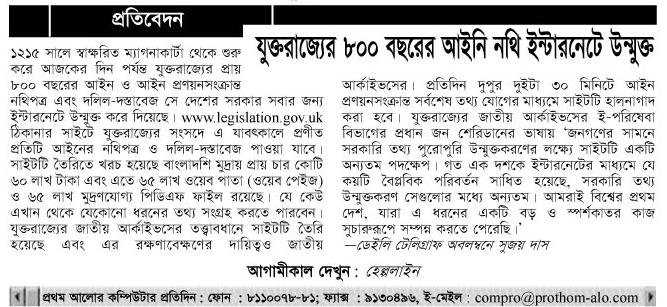 প্রতিবেদন
যুক্তরাজ্যের ৮০০ বছরের আইনি নথি ইন্টারনেটে উন্মুক্ত
১২১৫ সালে স্বাক্ষরিত ম্যাগনাকার্টা থেকে শুরু
করে আজকের দিন পর্যন্ত যুক্তরাজ্যের প্রায়
৮০০ বছরের আইন ও আইন প্রণয়নসংক্রান্ত
নথিপত্র এবং দলিল-দস্তাবেজ সে দেশের সরকার সবার জন্য
ইন্টারনেটে উন্মুক্ত করে দিয়েছে। www.legislation.gov.uk
ঠিকানার সাইটে যুক্তরাজ্যের সংসদে এ যাবৎকালে প্রণীত
প্রতিটি আইনের নথিপত্র ও দলিল-দস্তাবেজ পাওয়া যাবে।
সাইটটি তৈরিতে খরচ হয়েছে বাংলাদেশি মুদ্রায় প্রায় চার কোটি
৬০ লাখ টাকা এবং এতে ৬৫ লাখ ওয়েব পাতা (ওয়েব পেইজ)
ও ৬৫ লাখ মুদ্রণযোগ্য পিডিএফ ফাইল রয়েছে। যে কেউ
এখান থেকে যেকোনো ধরনের তথ্য সংগ্রহ করতে পারবেন।
যুক্তরাজ্যের জাতীয় আর্কাইভসের তত্ত্বাবধানে সাইটটি তৈরি
হয়েছে এবং এর রক্ষণাবেক্ষণের দায়িত্বও জাতীয়
আর্কাইভসের। প্রতিদিন দুপুর দুইটা ৩০ মিনিটে আইন
প্রণয়নসংক্রান্ত সর্বশেষ তথ্য যোগের মাধ্যমে সাইটটি হালনাগাদ
করা হবে। যুক্তরাজ্যের জাতীয় আর্কাইভসের ই-পরিষেবা
বিভাগের প্রধান জন শেরিডানের ভাষায় ‘জনগণের সামনে
সরকারি তথ্য পুরোপুরি উন্মুক্তকরণের লক্ষ্যে সাইটটি একটি
অন্যতম পদক্ষেপ। গত এক দশকে ইন্টারনেটের মাধ্যমে যে
কয়টি বৈপ্লবিক পরিবর্তন সাধিত হয়েছে, সরকারি তথ্য
উন্মুক্তকরণ সেগুলোর মধ্যে অন্যতম। আমরাই বিশ্বের প্রথম
দেশ, যারা এ ধরনের একটি বড় ও স্পর্শকাতর কাজ
সুচারুরূপে সম্পন্ন করতে পেরেছি।’
—ডেইলি টেলিগ্রাফ অবলম্বনে সুজয় দাস
আগামীকাল দেখুন : হেল্পলাইন
প্রথম আলোর কম্পিউটার প্রতিদিন : ফোন : ৮১১০০৭৮-৮১; ফ্যাক্স : ৯১৩০৪৯৬, ই-মেইল : compro@prothom-alo.com